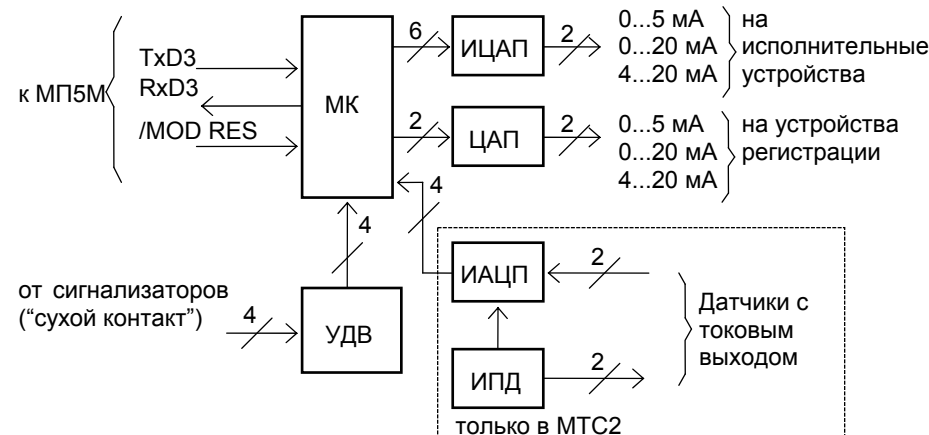 6
ИЦАП
2
0...5 мА
0...20 мА
4...20 мА
на
исполнительные
устройства
к МП5М
TxD3
RxD3
/MOD RES
МК
2
ЦАП
2
0...5 мА
0...20 мА
4...20 мА
на устройства
регистрации
4
4
от сигнализаторов
(“сухой контакт”)
4
УДВ
ИАЦП
2
ИПД
2
Датчики с
токовым
выходом
только в МТС2